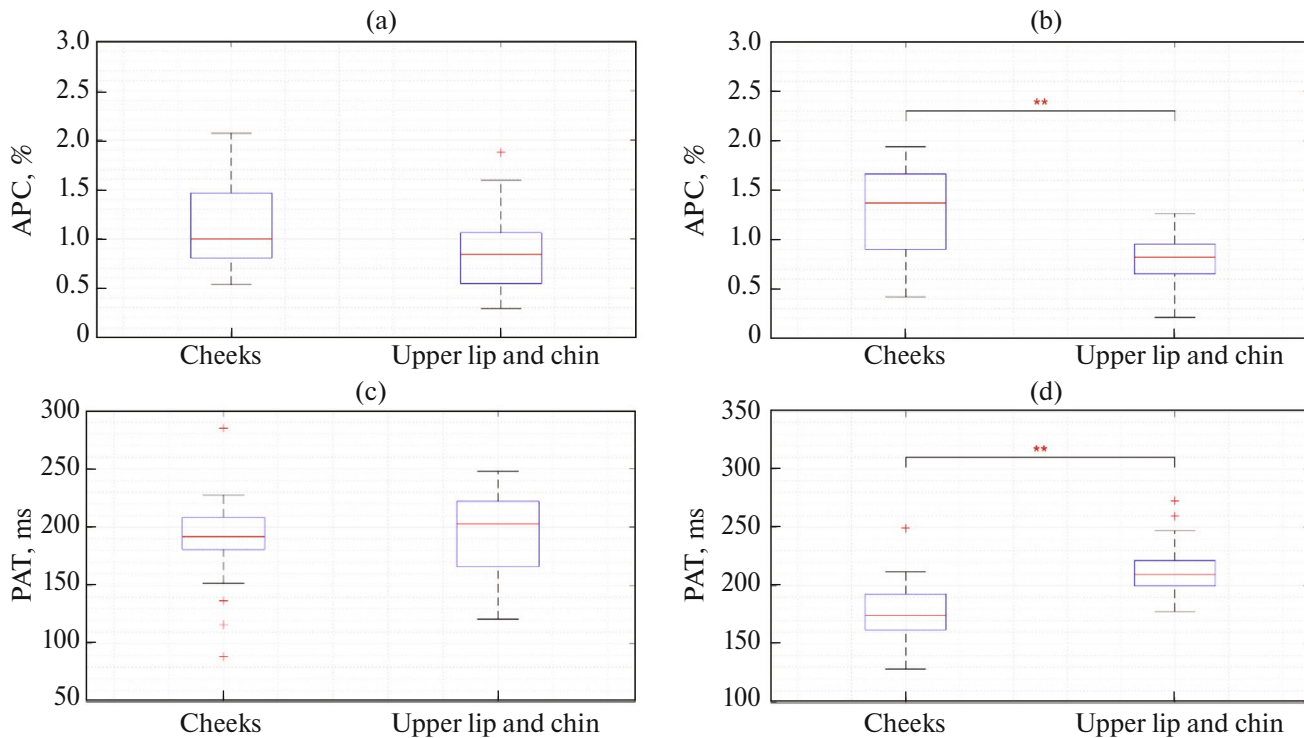 (a)
3.0
2.5
2.0
1.5
1.0
0.5
0
APC, %
Cheeks
Upper lip and chin
(b)
3.0
2.5
2.0
1.5
1.0
0.5
0
APC, %
**
Cheeks
Upper lip and chin
(c)
300
250
200
150
100
50
PAT, ms
Cheeks
Upper lip and chin
(d)
350
300
250
200
150
100
PAT, ms
**
Cheeks
Upper lip and chin